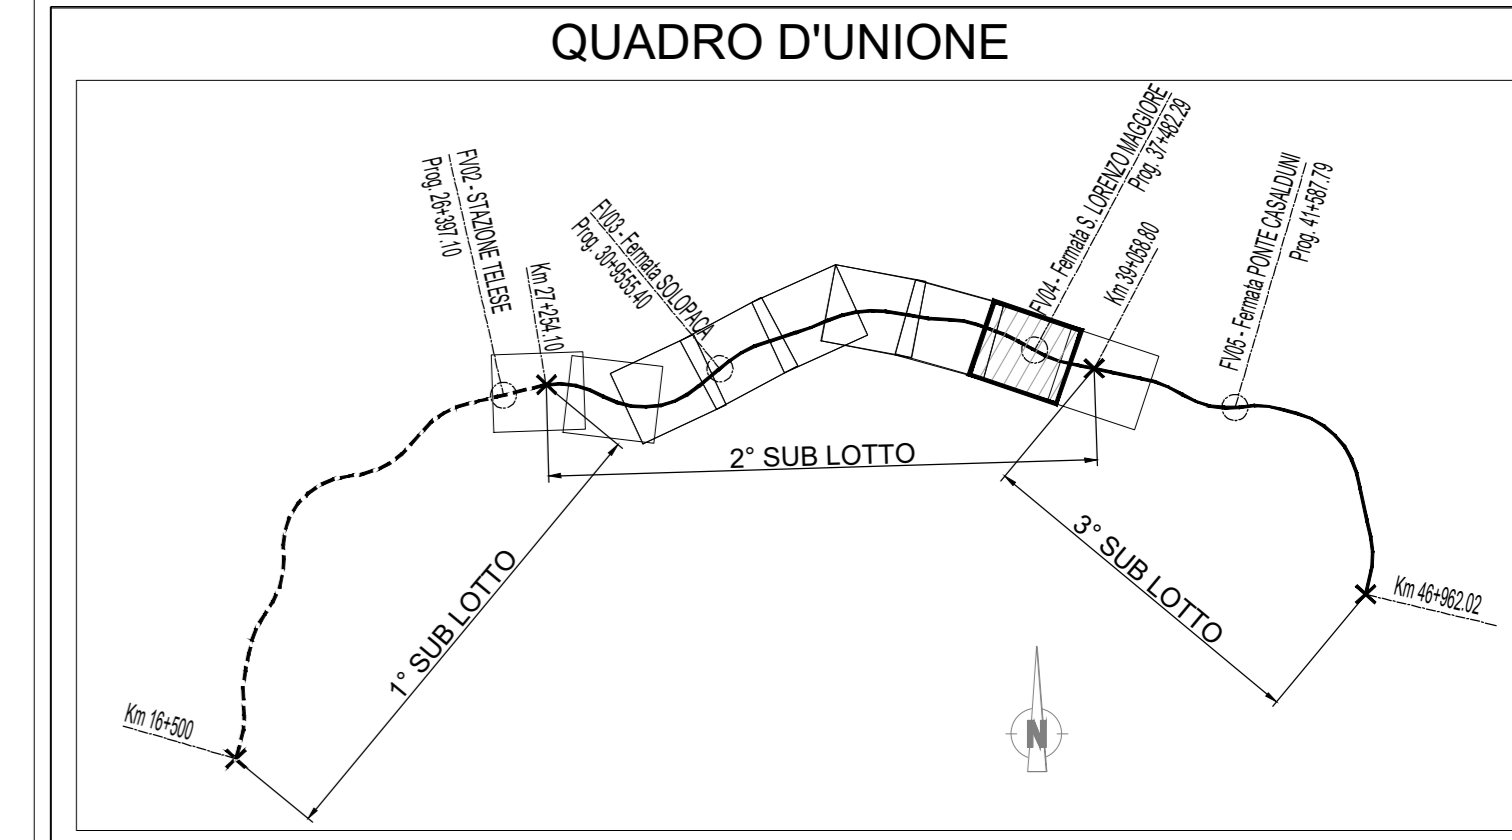 QUADRO D'UNIONE
FV02 - STAZIONE TELESE
Prog. 26+397.10
Km 27+254.10
FV03 - Fermata SOLOPACA
Prog. 30+9555.40
FV04 - Fermata S. LORENZO MAGGIORE
Prog. 37+482.29
Km 39+058.80
FV05 - Fermata PONTE CASALDUNI
Prog. 41+587.79
2° SUB LOTTO
1° SUB LOTTO
3° SUB LOTTO
Km 46+962.02
Km 16+500
N